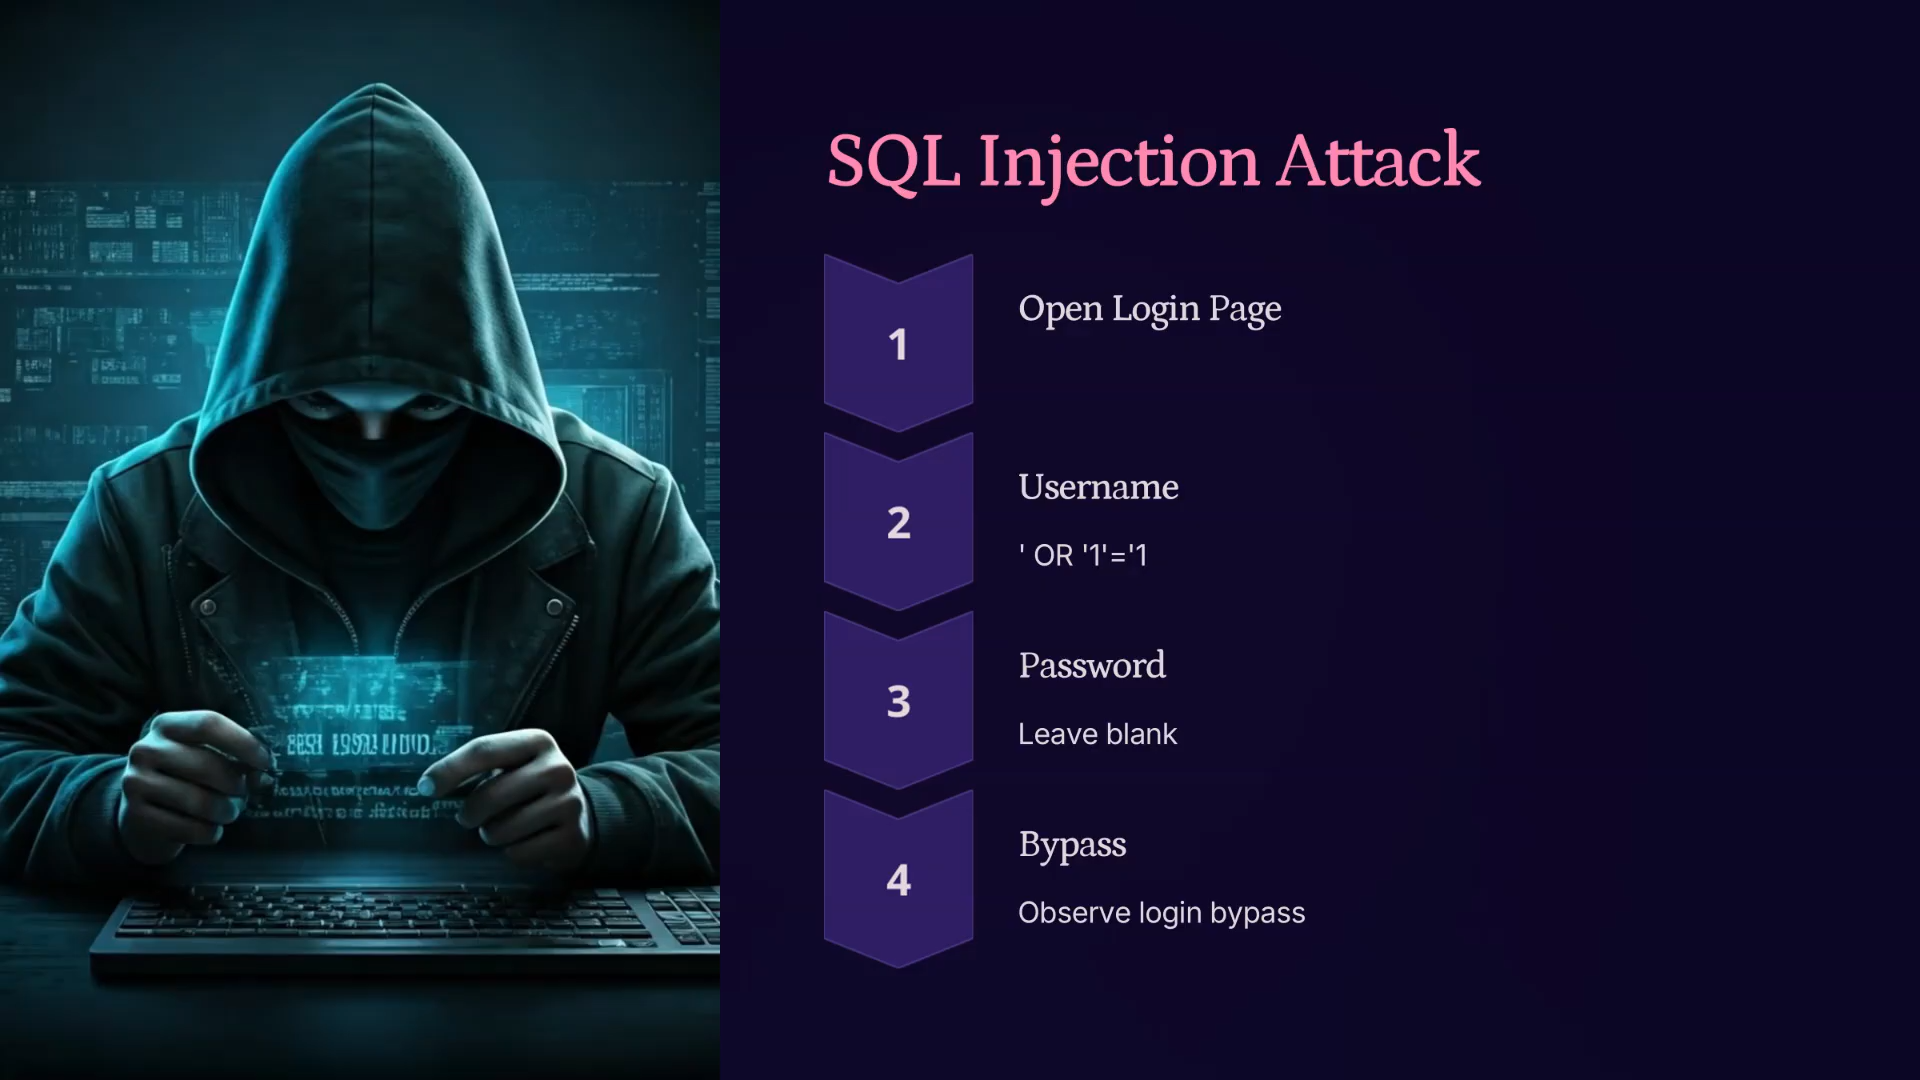 SQL Injection Attack
1
Open Login Page
2
Username
' OR '1'='1
3
Password
Leave blank
4
Bypass
Observe login bypass